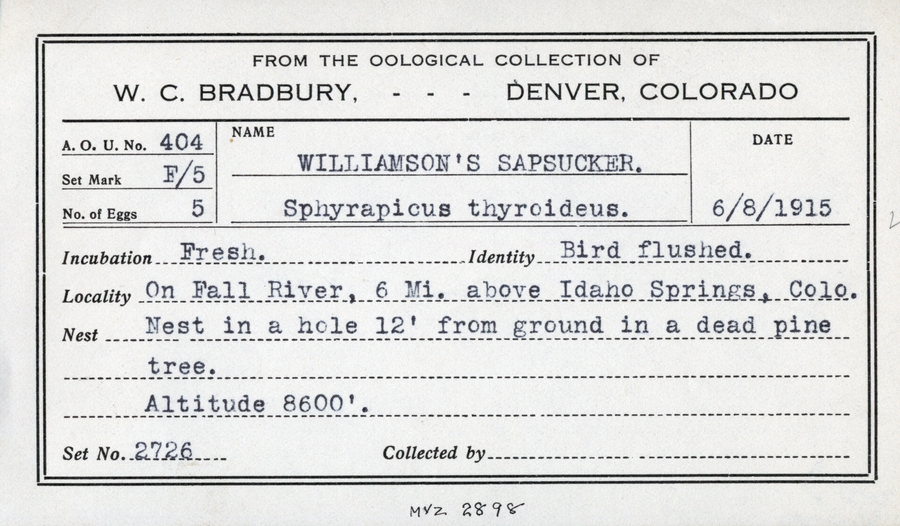 FROM THE OOLOGICAL COLLECTION OF
W. C. BRADBURY, - - - DENVER, COLORADO
A. O. U. No. 404
Set Mark F/5
No. of Eggs 5
NAME
WILLIAMSON'S SAPSUCKER.
Sphyrapicus thyroideus.
DATE
6/8/1915
Incubation Fresh. Identity Bird flushed.
Locality On Fall River, 6 Mi. above Idaho Springs, Colo.
Nest Nest in a hole 12' from ground in a dead pine
tree.
Altitude 8600'.
Set No. 2726 Collected by
MVZ 2898